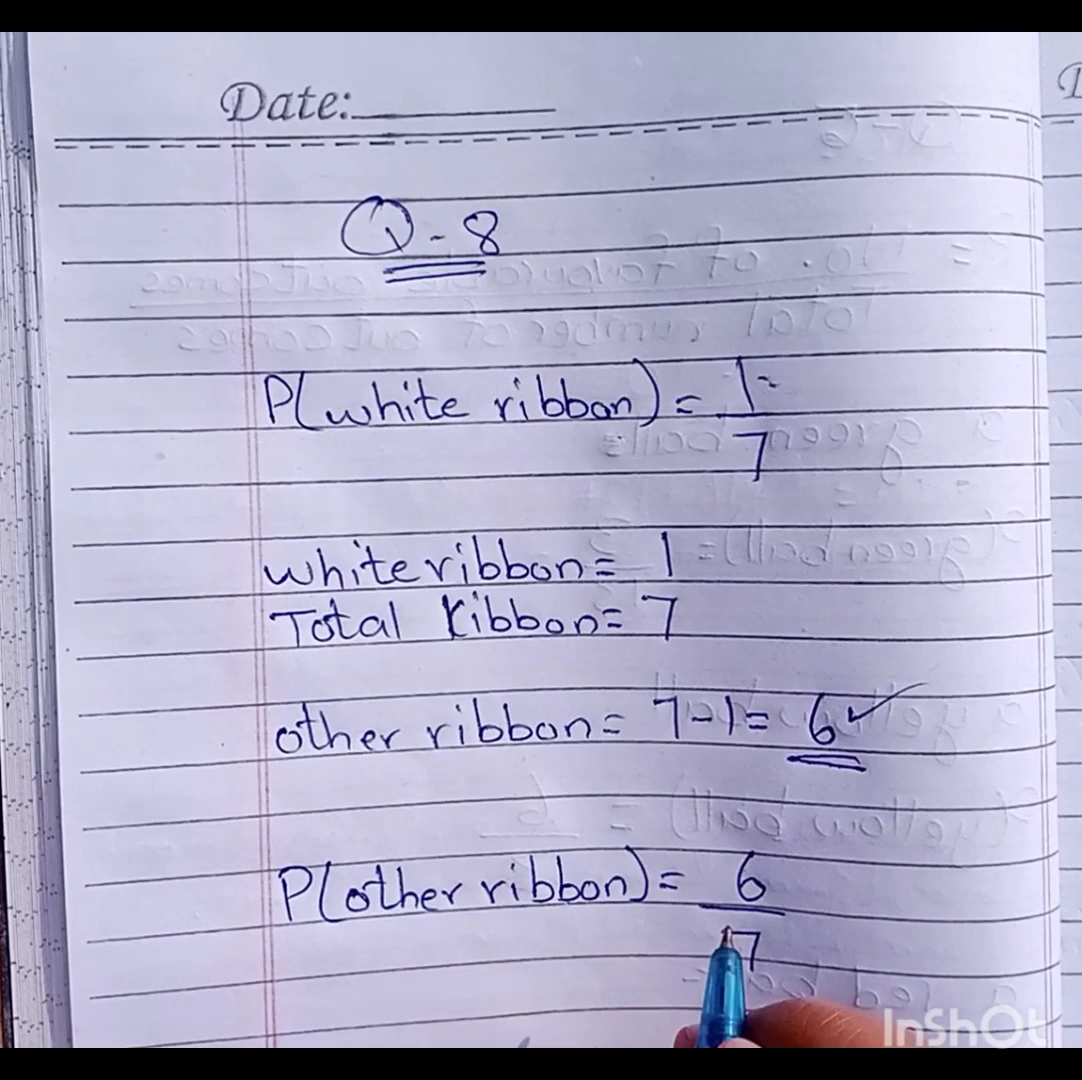 Date:
Q-8
P(white ribbon) = 1
7
white ribbon = 1
Total ribbon = 7
other ribbon = 7-1 = 6 ✓
P(other ribbon) = 6
7
InShOt